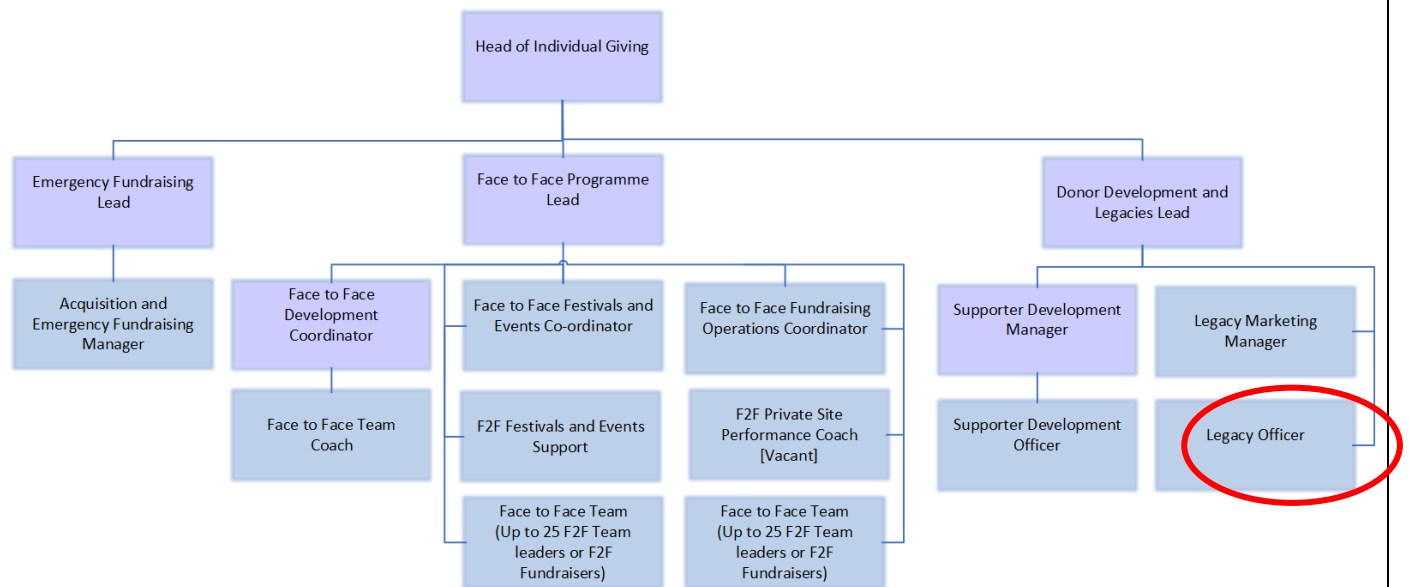 Head of Individual Giving
Emergency Fundraising
Lead
Face to Face Programme
Lead
Donor Development and
Legacies Lead
Acquisition and
Emergency Fundraising
Manager
Face to Face
Development
Coordinator
Face to Face Festivals and
Events Co-ordinator
Face to Face Fundraising
Operations Coordinator
Supporter Development
Manager
Legacy Marketing
Manager
Face to Face Team
Coach
F2F Festivals and Events
Support
F2F Private Site
Performance Coach
[Vacant]
Supporter Development
Officer
Legacy Officer
Face to Face Team
(Up to 25 F2F Team
leaders or F2F
Fundraisers)
Face to Face Team
(Up to 25 F2F Team
leaders or F2F
Fundraisers)